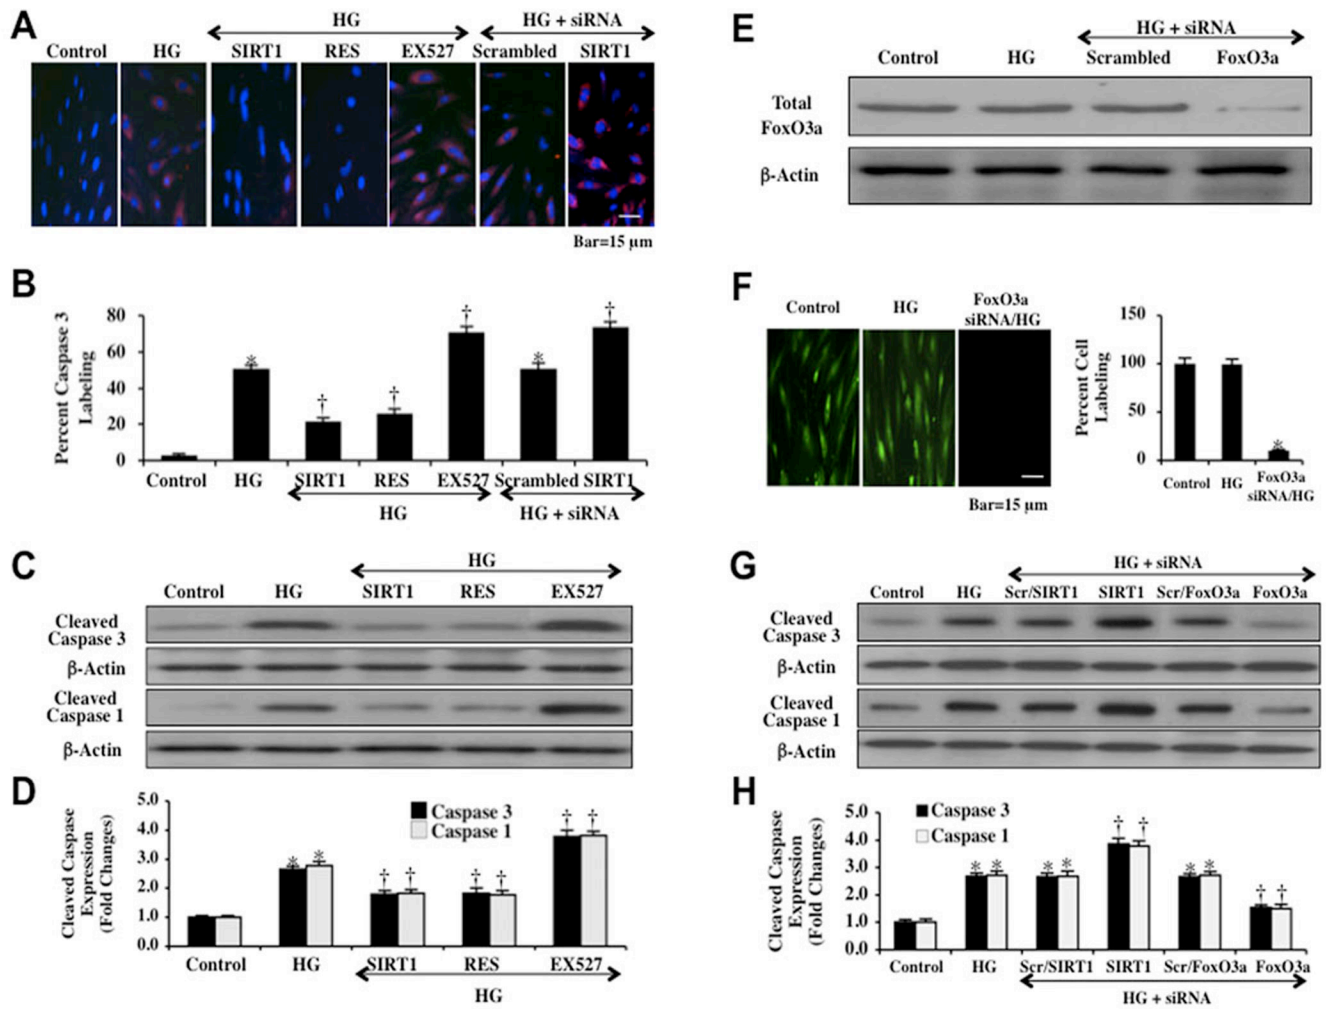 A
HG
HG + siRNA
Control HG SIRT1 RES EX527 Scrambled SIRT1
Bar=15 µm
B
Percent Caspase 3
Labeling
80
60
40
20
0
* † † † * †
Control HG SIRT1 RES EX527 Scrambled SIRT1
HG HG + siRNA
C
HG
Control HG SIRT1 RES EX527
Cleaved
Caspase 3
β-Actin
Cleaved
Caspase 1
β-Actin
D
Cleaved Caspase
Expression
(Fold Changes)
5.0
4.0
3.0
2.0
1.0
0.0
Caspase 3
Caspase 1
* * † † † † † †
Control HG SIRT1 RES EX527
HG
E
HG + siRNA
Control HG Scrambled FoxO3a
Total
FoxO3a
β-Actin
F
Control HG FoxO3a
siRNA/HG
Bar=15 µm
Percent Cell
Labeling
150
100
50
0
*
Control HG FoxO3a
siRNA/HG
G
HG + siRNA
Control HG Scr/SIRT1 SIRT1 Scr/FoxO3a FoxO3a
Cleaved
Caspase 3
β-Actin
Cleaved
Caspase 1
β-Actin
H
Cleaved Caspase
Expression
(Fold Changes)
5.0
4.0
3.0
2.0
1.0
0.0
Caspase 3
Caspase 1
* * * * † † * * † †
Control HG Scr/SIRT1 SIRT1 Scr/FoxO3a FoxO3a
HG + siRNA